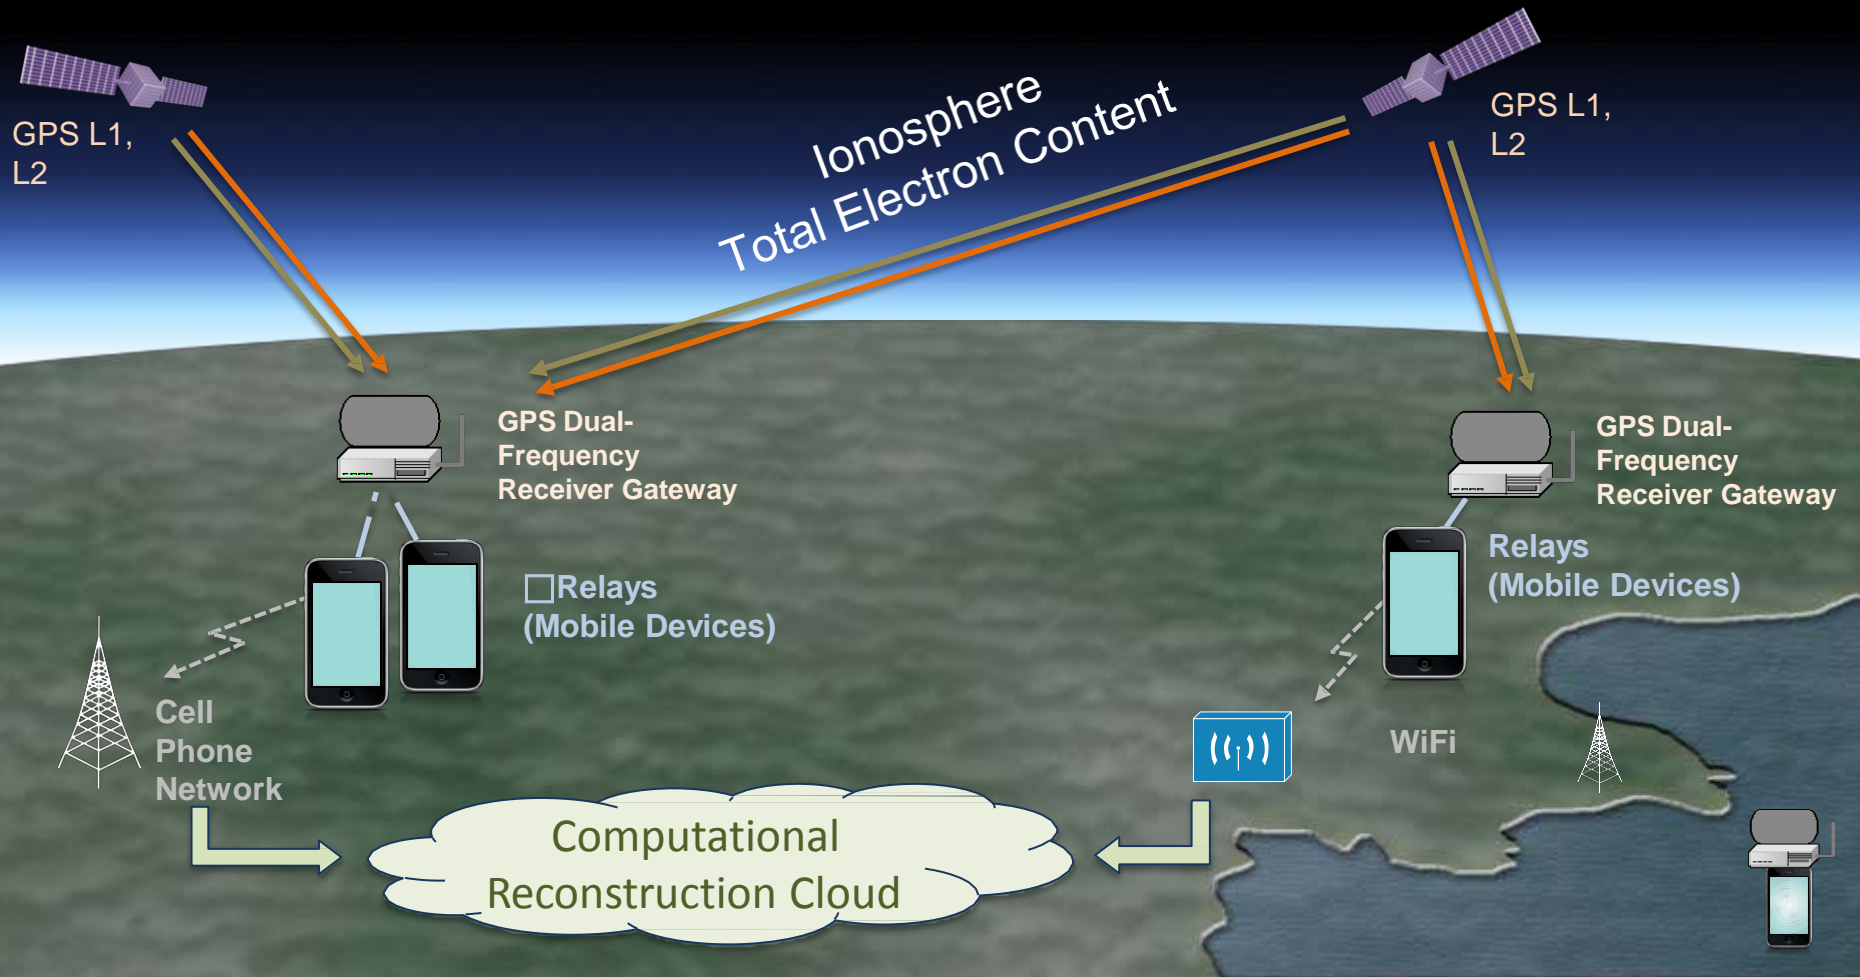 GPS L1,
L2
Ionosphere
Total Electron Content
GPS L1,
L2
GPS Dual-
Frequency
Receiver Gateway
GPS Dual-
Frequency
Receiver Gateway
□Relays
(Mobile Devices)
Relays
(Mobile Devices)
Cell
Phone
Network
WiFi
Computational
Reconstruction Cloud